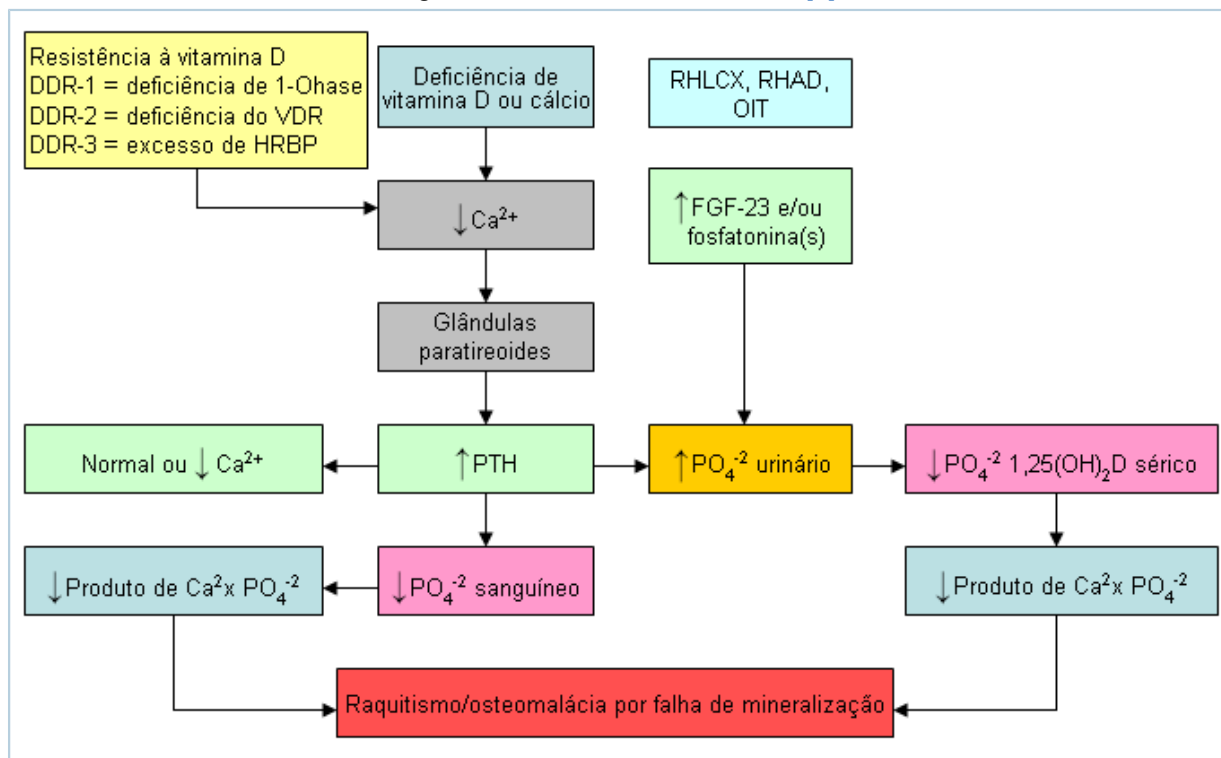 Resistência à vitamina D
DDR-1 = deficiência de 1-Ohase
DDR-2 = deficiência do VDR
DDR-3 = excesso de HRBP
Deficiência de
vitamina D ou cálcio
RHLCX, RHAD,
OIT
↓Ca²⁺
↑FGF-23 e/ou
fosfatonina(s)
Glândulas
paratireoides
Normal ou ↓ Ca²⁺
↑PTH
↑PO₄⁻² urinário
↓PO₄⁻² 1,25(OH)₂D sérico
↓Produto de Ca²x PO₄⁻²
↓PO₄⁻² sanguíneo
↓Produto de Ca²x PO₄⁻²
Raquitismo/osteomalácia por falha de mineralização